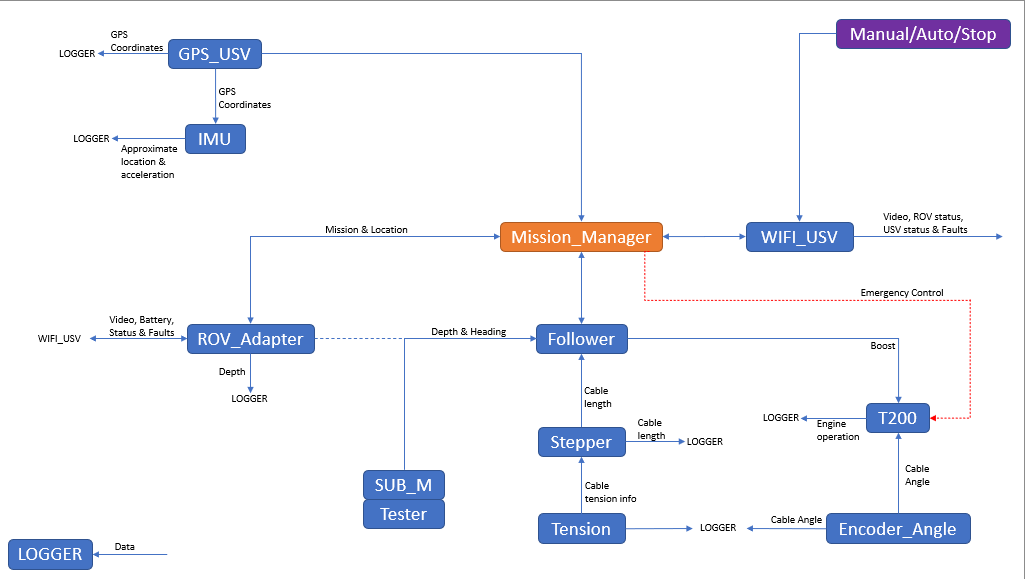 Manual/Auto/Stop
GPS
Coordinates
LOGGER
GPS_USV
GPS
Coordinates
LOGGER
IMU
Approximate
location &
acceleration
Mission & Location
Mission_Manager
WIFI_USV
Video, ROV status,
USV status & Faults
Emergency Control
WIFI_USV
Video, Battery,
Status & Faults
ROV_Adapter
Depth & Heading
Follower
Boost
Depth
LOGGER
Cable
length
LOGGER
Engine
operation
T200
Stepper
Cable
length
LOGGER
Cable
Angle
SUB_M
Tester
Cable
tension info
Tension
LOGGER
Cable Angle
Encoder_Angle
LOGGER
Data